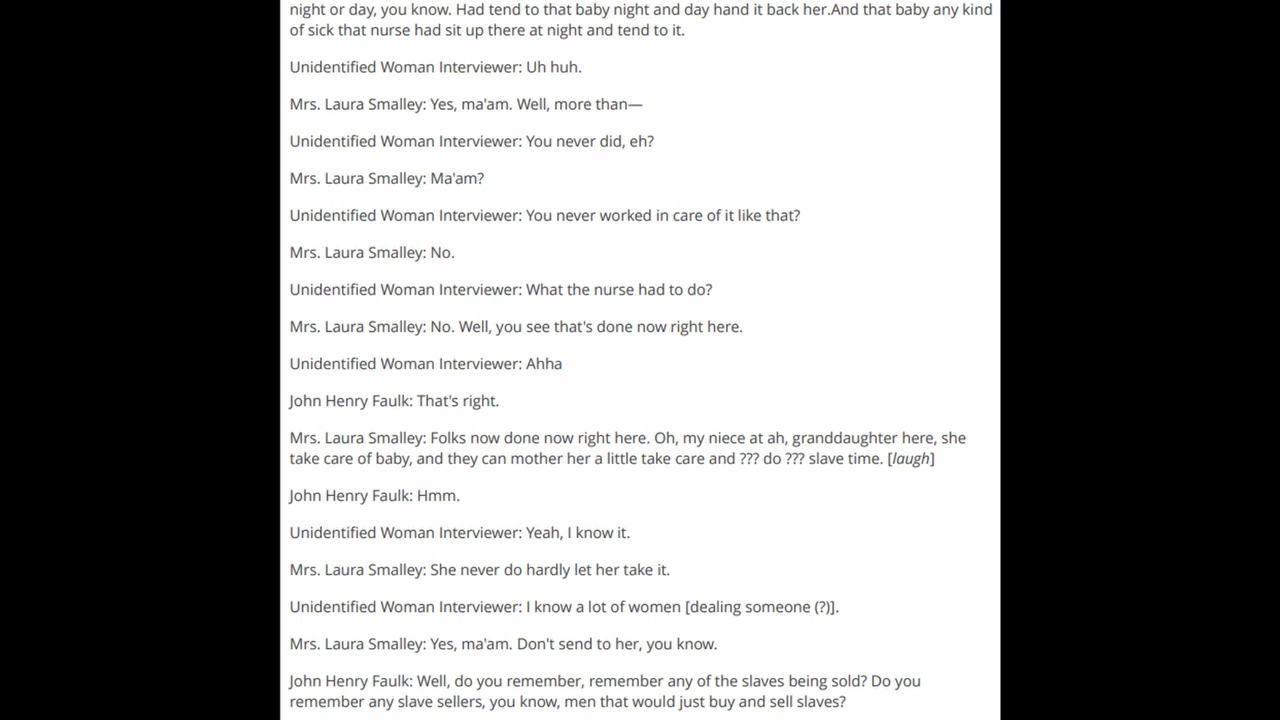 night or day, you know. Had tend to that baby night and day hand it back her.And that baby any kind
of sick that nurse had sit up there at night and tend to it.
Unidentified Woman Interviewer: Uh huh.
Mrs. Laura Smalley: Yes, ma'am. Well, more than—
Unidentified Woman Interviewer: You never did, eh?
Mrs. Laura Smalley: Ma'am?
Unidentified Woman Interviewer: You never worked in care of it like that?
Mrs. Laura Smalley: No.
Unidentified Woman Interviewer: What the nurse had to do?
Mrs. Laura Smalley: No. Well, you see that's done now right here.
Unidentified Woman Interviewer: Ahha
John Henry Faulk: That's right.
Mrs. Laura Smalley: Folks now done now right here. Oh, my niece at ah, granddaughter here, she
take care of baby, and they can mother her a little take care and ??? do ??? slave time. [laugh]
John Henry Faulk: Hmm.
Unidentified Woman Interviewer: Yeah, I know it.
Mrs. Laura Smalley: She never do hardly let her take it.
Unidentified Woman Interviewer: I know a lot of women [dealing someone (?)].
Mrs. Laura Smalley: Yes, ma'am. Don't send to her, you know.
John Henry Faulk: Well, do you remember, remember any of the slaves being sold? Do you
remember any slave sellers, you know, men that would just buy and sell slaves?